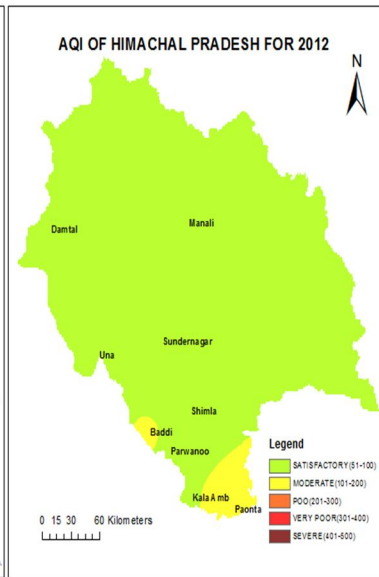 AQI OF HIMACHAL PRADESH FOR 2012
N
Damtal
Manali
Sundernagar
Una
Shimla
Baddi
Parwanoo
Kala Amb
Paonta
Legend
SATISFACTORY(51-100)
MODERATE(101-200)
POO(201-300)
VERY POOR(301-400)
SEVERE(401-500)
0 15 30 60 Kilometers